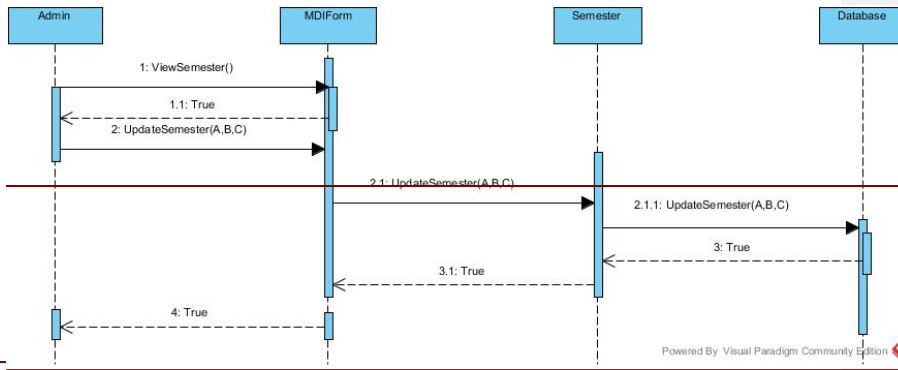 Admin
MDIForm
Semester
Database
1: ViewSemester()
1.1: True
2: UpdateSemester(A,B,C)
2.1: UpdateSemester(A,B,C)
2.1.1: UpdateSemester(A,B,C)
3: True
3.1: True
4: True
Powered By Visual Paradigm Community Edition